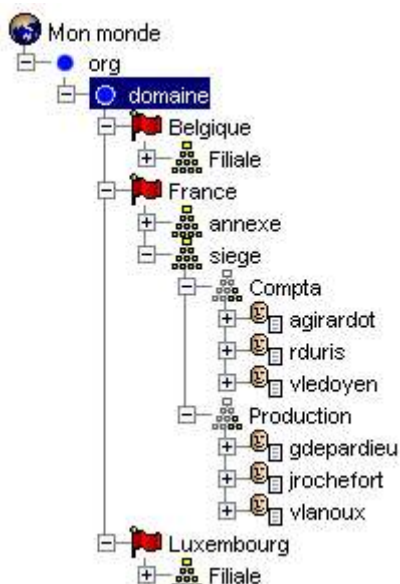 Mon monde
org
domaine
Belgique
Filiale
France
annexe
siege
Compta
agirardot
rduris
vledoyen
Production
gdepardieu
jrochefort
vlanoux
Luxembourg
Filiale